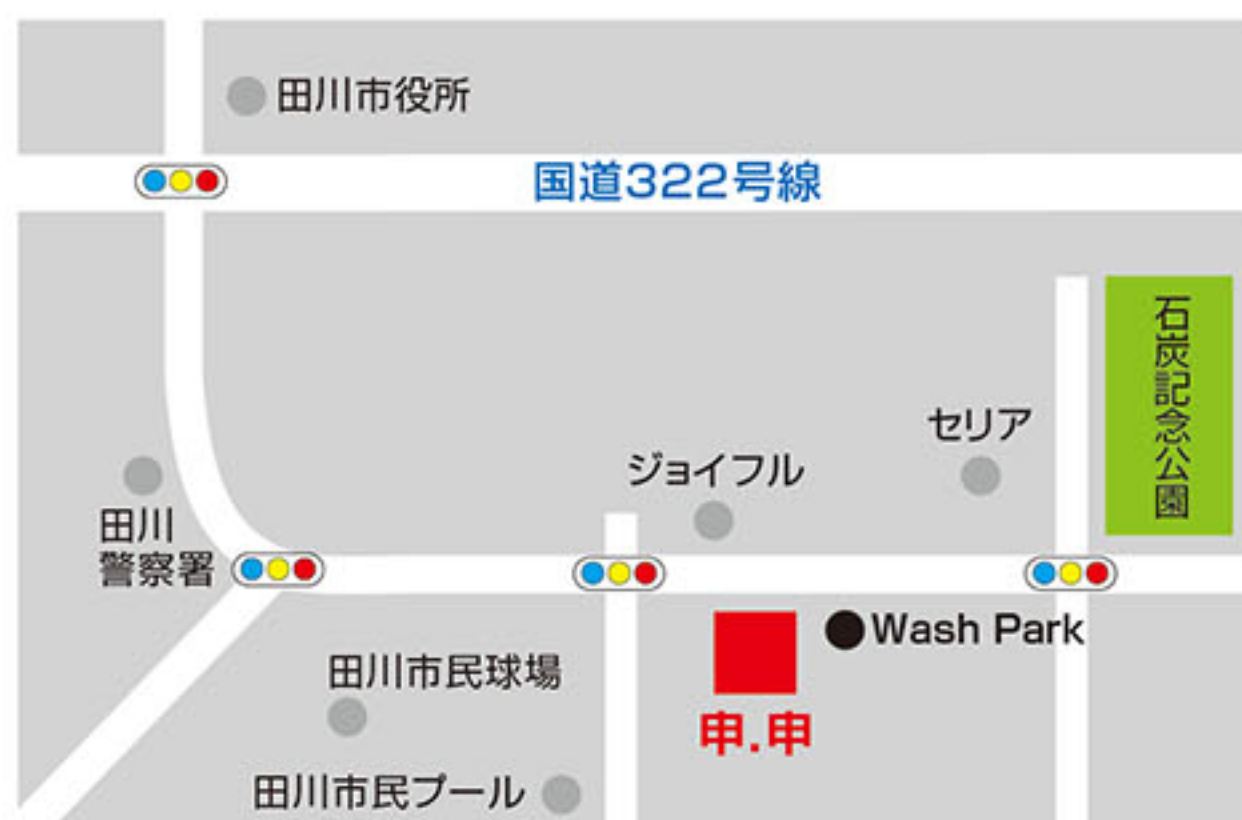 田川市役所
国道322号線
石炭記念公園
セリア
ジョイフル
田川
警察署
Wash Park
田川市民球場
申.申
田川市民プール